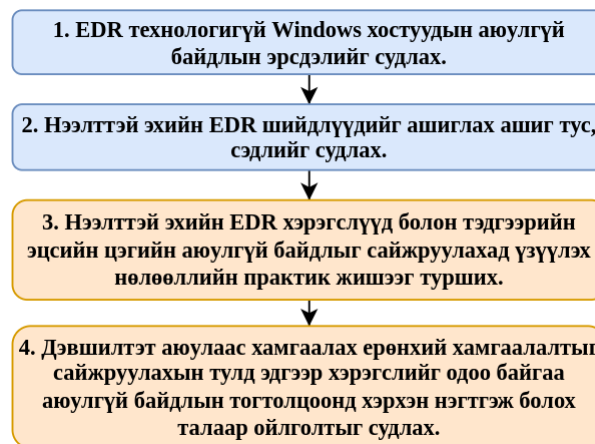 1. EDR технологигүй Windows хостуудын аюулгүй
байдлын эрсдэлийг судлах.
2. Нээлттэй эхийн EDR шийдлүүдийг ашиглах ашиг тус,
сэдлийг судлах.
3. Нээлттэй эхийн EDR хэрэгслүүд болон тэдгээрийн
эцсийн цэгийн аюулгүй байдлыг сайжруулахад үзүүлэх
нөлөөллийн практик жишээг турших.
4. Дэвшилтэт аюулаас хамгаалах ерөнхий хамгаалалтыг
сайжруулахын тулд эдгээр хэрэгслийг одоо байгаа
аюулгүй байдлын тогтолцоонд хэрхэн нэгтгэж болох
талаар ойлголтыг судлах.